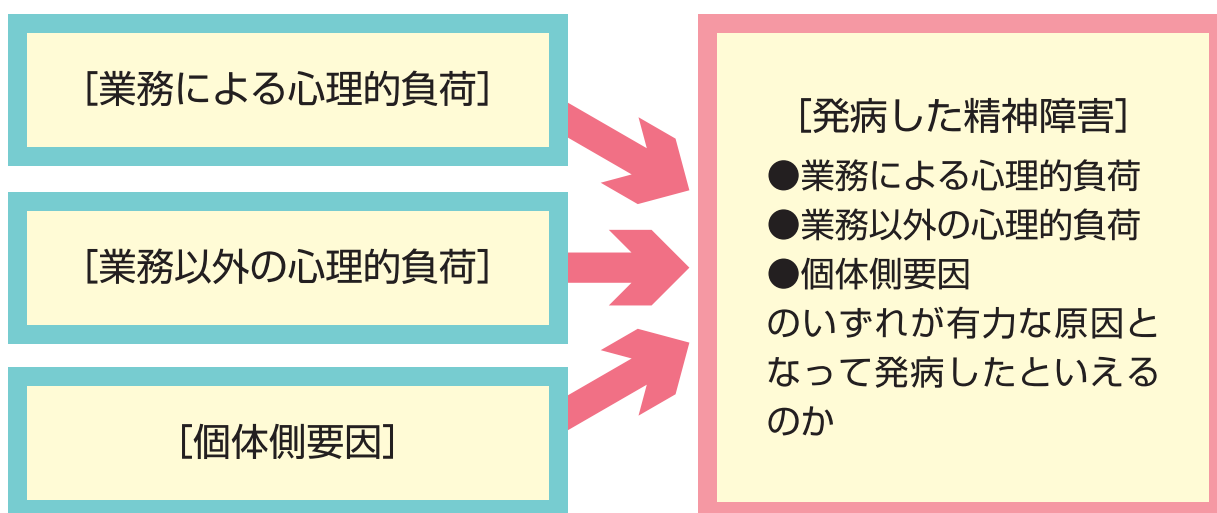 ［業務による心理的負荷］
［業務以外の心理的負荷］
［個体側要因］
［発病した精神障害］
●業務による心理的負荷
●業務以外の心理的負荷
●個体側要因
のいずれが有力な原因と
なって発病したといえる
のか